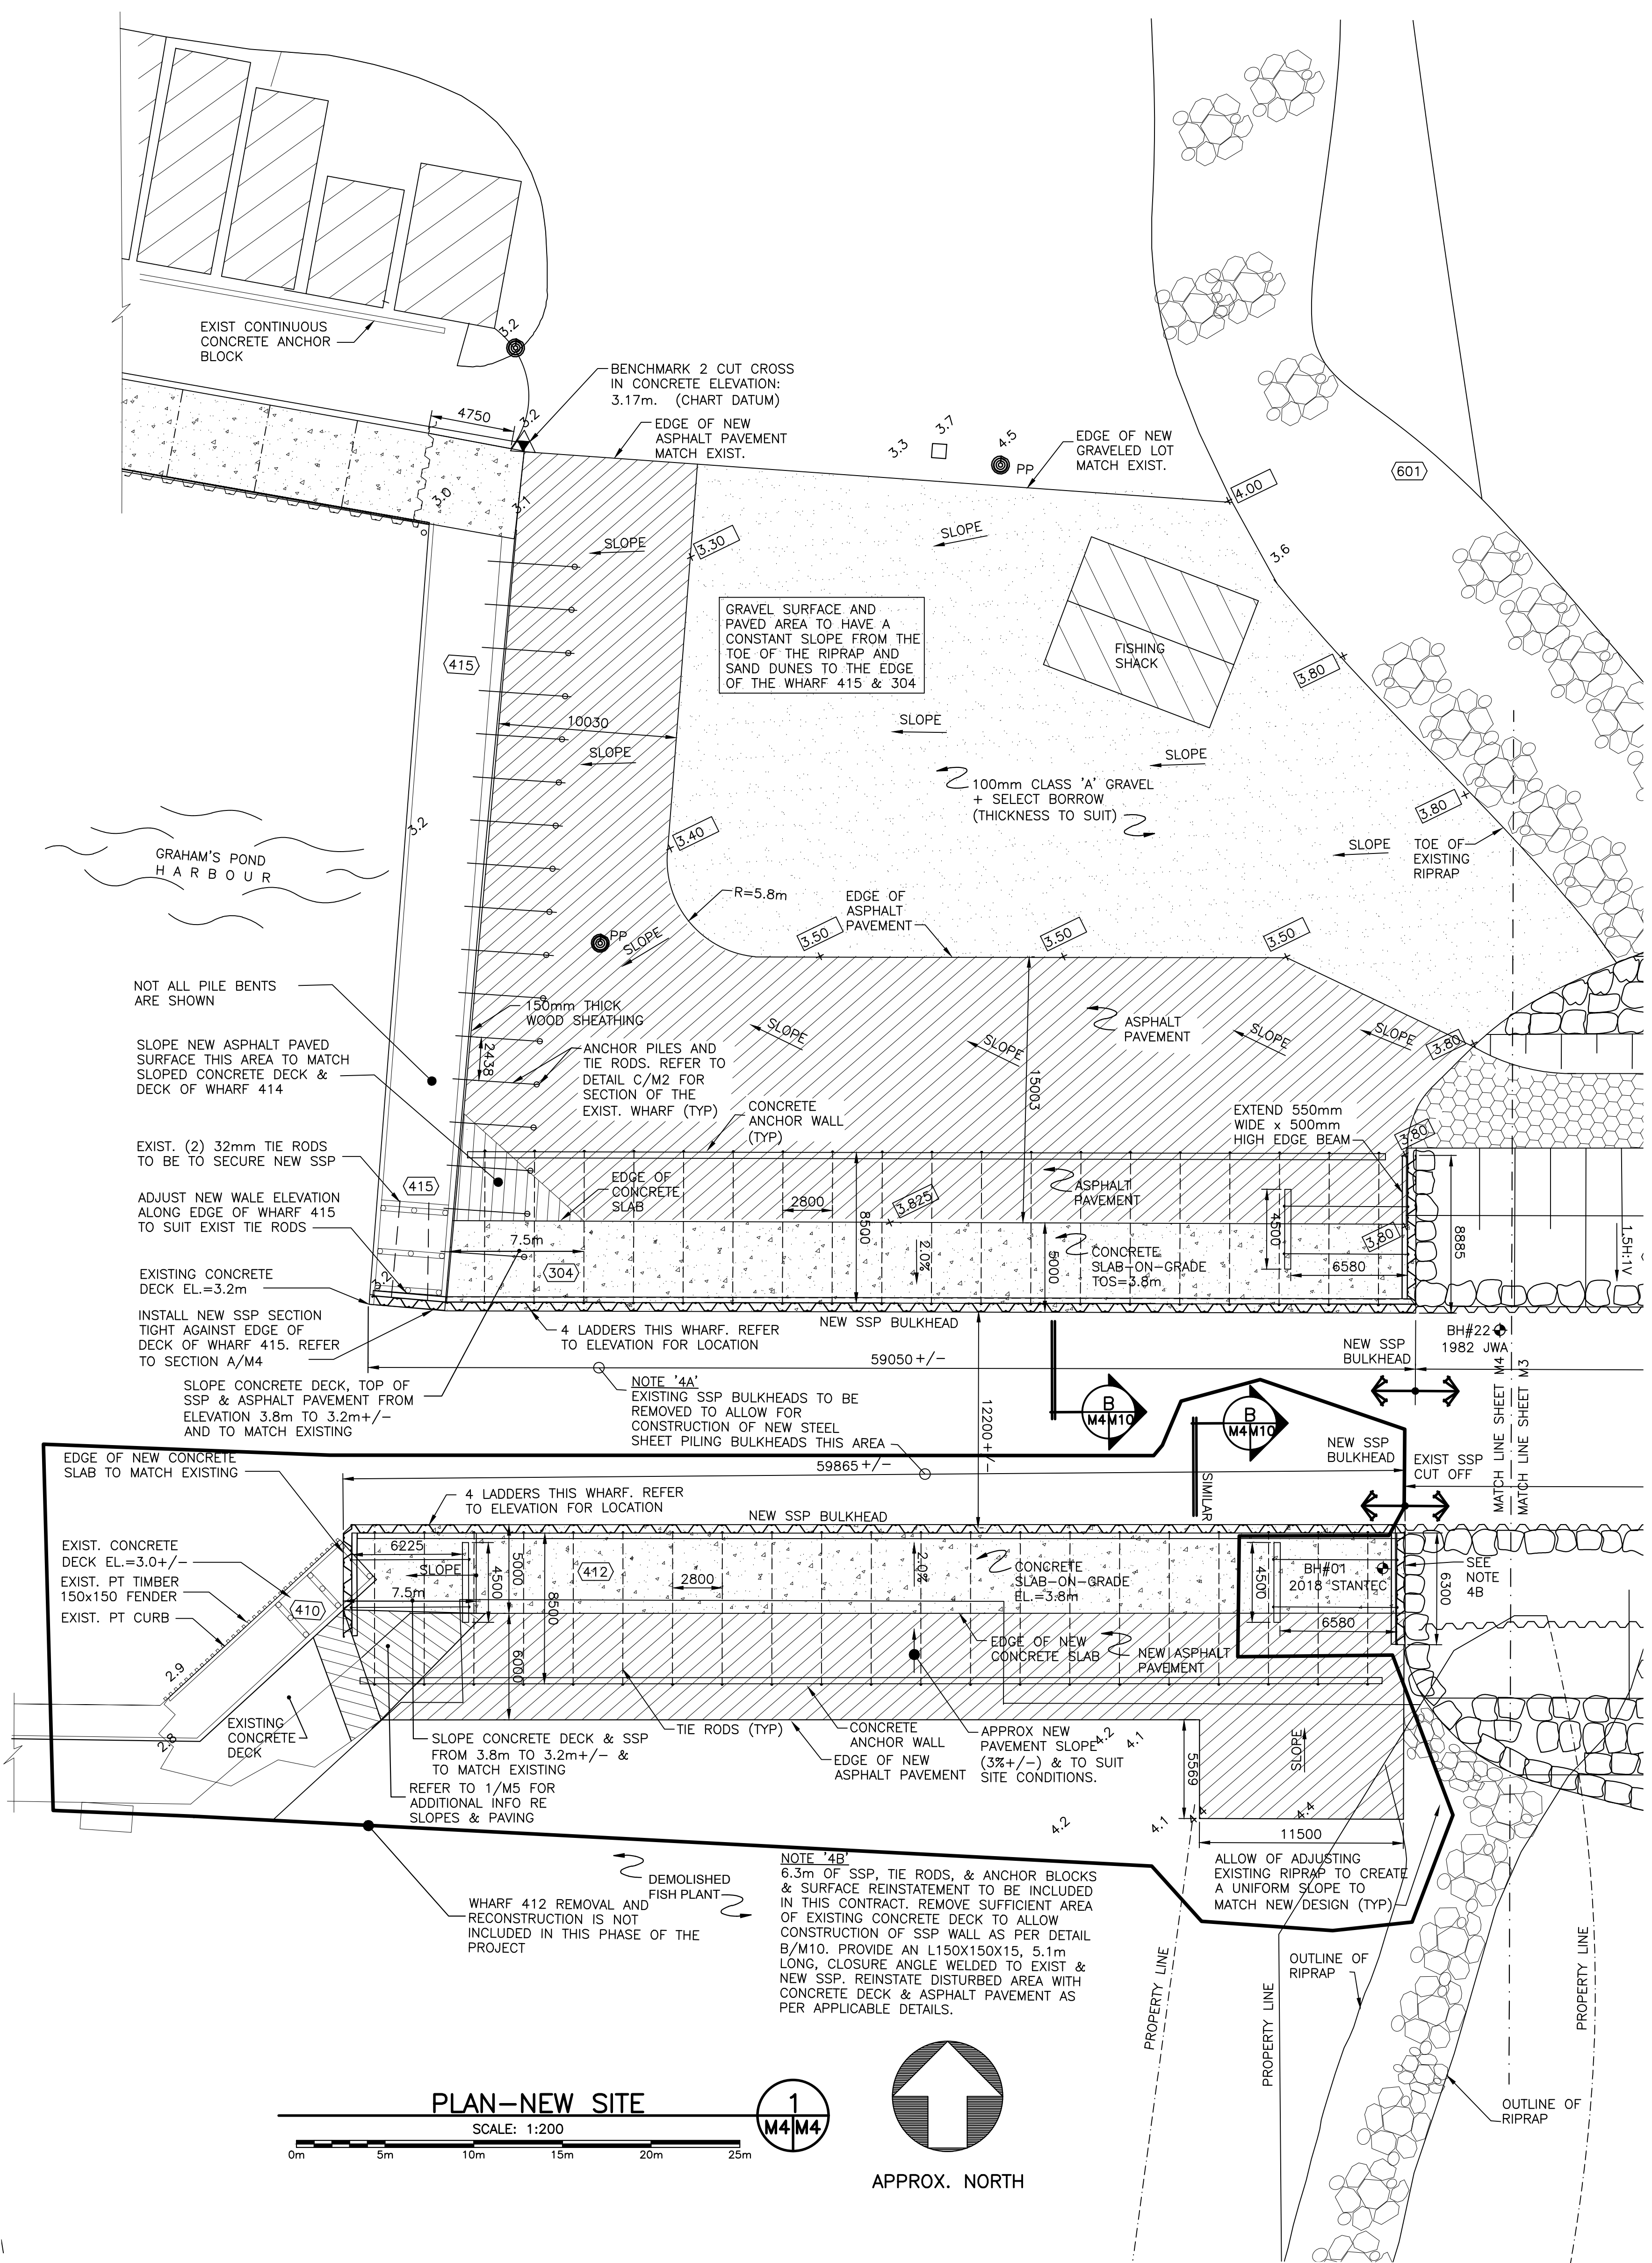 EXIST CONTINUOUS
CONCRETE ANCHOR
BLOCK
3.2
BENCHMARK 2 CUT CROSS
IN CONCRETE ELEVATION:
3.17m. (CHART DATUM)
4750
3.2
EDGE OF NEW
ASPHALT PAVEMENT
MATCH EXIST.
3.3
3.7
4.5
PP
EDGE OF NEW
GRAVELED LOT
MATCH EXIST.
601
4.00
3.0
3.1
SLOPE
3.30
SLOPE
3.6
GRAVEL SURFACE AND
PAVED AREA TO HAVE A
CONSTANT SLOPE FROM THE
TOE OF THE RIPRAP AND
SAND DUNES TO THE EDGE
OF THE WHARF 415 & 304
FISHING
SHACK
415
3.80
10030
SLOPE
SLOPE
SLOPE
100mm CLASS 'A' GRAVEL
+ SELECT BORROW
(THICKNESS TO SUIT)
3.80
3.2
3.40
GRAHAM'S POND
HARBOUR
SLOPE
TOE OF
EXISTING
RIPRAP
R=5.8m
EDGE OF
ASPHALT
PAVEMENT
PP
SLOPE
3.50
3.50
3.50
NOT ALL PILE BENTS
ARE SHOWN
150mm THICK
WOOD SHEATHING
SLOPE
SLOPE
ASPHALT
PAVEMENT
SLOPE
SLOPE
3.80
SLOPE NEW ASPHALT PAVED
SURFACE THIS AREA TO MATCH
SLOPED CONCRETE DECK &
DECK OF WHARF 414
2438
ANCHOR PILES AND
TIE RODS. REFER TO
DETAIL C/M2 FOR
SECTION OF THE
EXIST. WHARF (TYP)
15003
CONCRETE
ANCHOR WALL
(TYP)
EXTEND 550mm
WIDE x 500mm
HIGH EDGE BEAM
3.80
EXIST. (2) 32mm TIE RODS
TO BE TO SECURE NEW SSP
415
EDGE OF
CONCRETE
SLAB
2800
8500
3.825
ASPHALT
PAVEMENT
4500
ADJUST NEW WALE ELEVATION
ALONG EDGE OF WHARF 415
TO SUIT EXIST TIE RODS
7.5m
304
2.0%
5000
CONCRETE
SLAB-ON-GRADE
TOS=3.8m
3.80
6580
8885
1.5H:1V
EXISTING CONCRETE
DECK EL.=3.2m
3.2
INSTALL NEW SSP SECTION
TIGHT AGAINST EDGE OF
DECK OF WHARF 415. REFER
TO SECTION A/M4
4 LADDERS THIS WHARF. REFER
TO ELEVATION FOR LOCATION
NEW SSP BULKHEAD
BH#22
1982 JWA
NEW SSP
BULKHEAD
59050+/-
SLOPE CONCRETE DECK, TOP OF
SSP & ASPHALT PAVEMENT FROM
ELEVATION 3.8m TO 3.2m+/-
AND TO MATCH EXISTING
NOTE '4A'
EXISTING SSP BULKHEADS TO BE
REMOVED TO ALLOW FOR
CONSTRUCTION OF NEW STEEL
SHEET PILING BULKHEADS THIS AREA
12200+/-
B
M4 M10
B
M4 M10
SIMILAR
MATCH LINE SHEET M4
MATCH LINE SHEET M3
NEW SSP
BULKHEAD
EXIST SSP
CUT OFF
EDGE OF NEW CONCRETE
SLAB TO MATCH EXISTING
59865+/-
4 LADDERS THIS WHARF. REFER
TO ELEVATION FOR LOCATION
NEW SSP BULKHEAD
EXIST. CONCRETE
DECK EL.=3.0+/-
EXIST. PT TIMBER
150x150 FENDER
EXIST. PT CURB
410
6225
SLOPE
7.5m
4500
5000
8500
6000
412
2800
2.0%
CONCRETE
SLAB-ON-GRADE
EL.=3.8m
4500
BH#01
2018 STANTEC
6580
SEE
NOTE
4B
6300
2.9
2.8
EDGE OF NEW
CONCRETE SLAB
NEW ASPHALT
PAVEMENT
EXISTING
CONCRETE
DECK
SLOPE CONCRETE DECK & SSP
FROM 3.8m TO 3.2m+/- &
TO MATCH EXISTING
TIE RODS (TYP)
CONCRETE
ANCHOR WALL
EDGE OF NEW
ASPHALT PAVEMENT
APPROX NEW
PAVEMENT SLOPE
(3%+/-) & TO SUIT
SITE CONDITIONS.
4.2
4.1
5569
SLOPE
REFER TO 1/M5 FOR
ADDITIONAL INFO RE
SLOPES & PAVING
4.2
4.1
4.4
4.4
11500
ALLOW OF ADJUSTING
EXISTING RIPRAP TO CREATE
A UNIFORM SLOPE TO
MATCH NEW DESIGN (TYP)
DEMOLISHED
FISH PLANT
WHARF 412 REMOVAL AND
RECONSTRUCTION IS NOT
INCLUDED IN THIS PHASE OF THE
PROJECT
NOTE '4B'
6.3m OF SSP, TIE RODS, & ANCHOR BLOCKS
& SURFACE REINSTATEMENT TO BE INCLUDED
IN THIS CONTRACT. REMOVE SUFFICIENT AREA
OF EXISTING CONCRETE DECK TO ALLOW
CONSTRUCTION OF SSP WALL AS PER DETAIL
B/M10. PROVIDE AN L150X150X15, 5.1m
LONG, CLOSURE ANGLE WELDED TO EXIST &
NEW SSP. REINSTATE DISTURBED AREA WITH
CONCRETE DECK & ASPHALT PAVEMENT AS
PER APPLICABLE DETAILS.
PROPERTY LINE
PROPERTY LINE
OUTLINE OF
RIPRAP
PROPERTY LINE
OUTLINE OF
RIPRAP
PLAN-NEW SITE
SCALE: 1:200
1
M4 M4
0m 5m 10m 15m 20m 25m
APPROX. NORTH